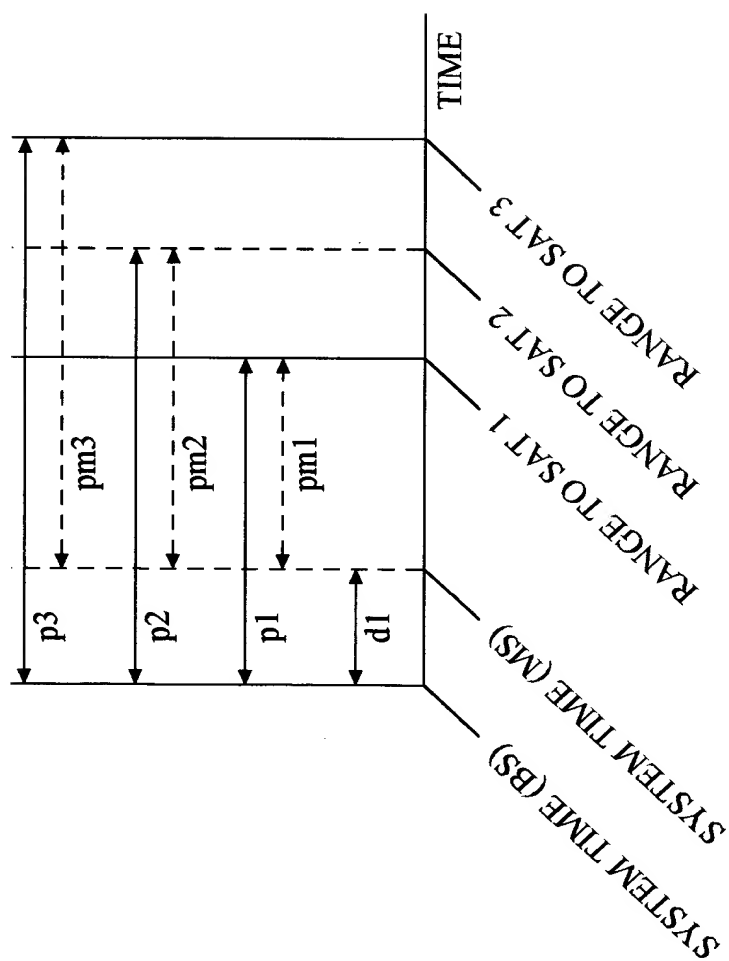 TIME
p3
pm3
p2
pm2
p1
pm1
d1
SYSTEM TIME (BS)
SYSTEM TIME (MS)
RANGE TO SAT 1
RANGE TO SAT 2
RANGE TO SAT 3